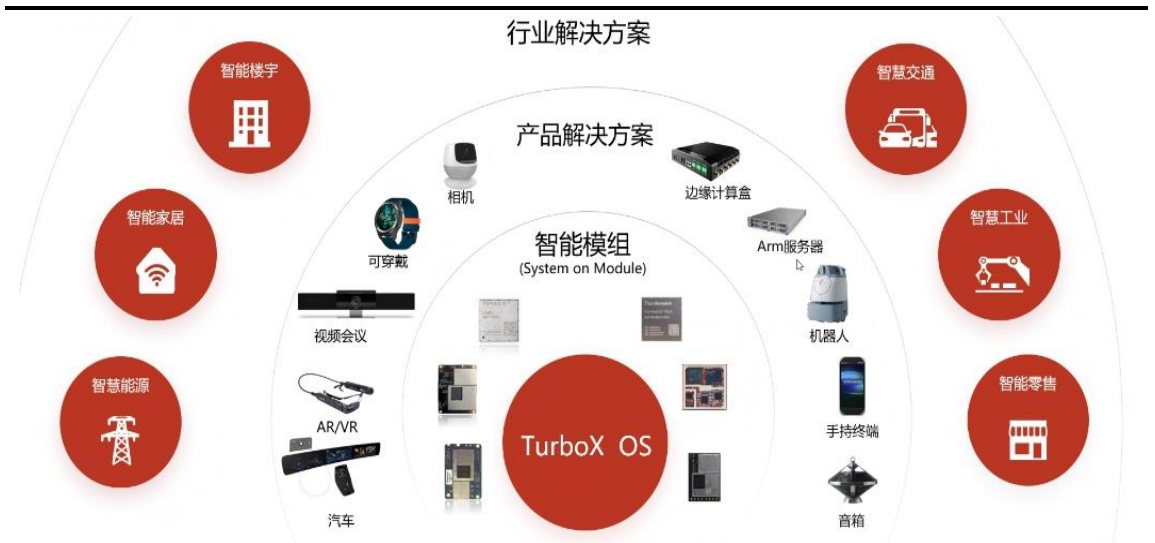 行业解决方案
智能楼宇
智慧交通
产品解决方案
相机
边缘计算盒
智能家居
可穿戴
智能模组
(System on Module)
Arm服务器
智慧工业
视频会议
机器人
智慧能源
智能零售
AR/VR
手持终端
TurboX OS
汽车
音箱